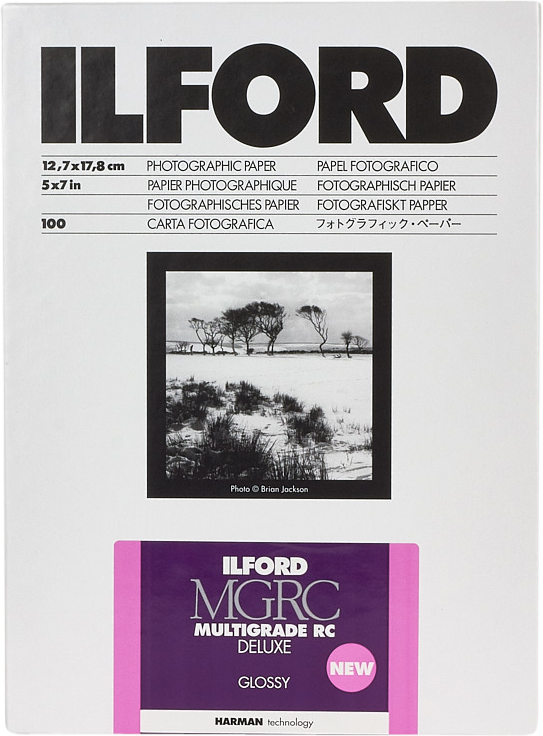 ILFORD
12,7x17,8 cm PHOTOGRAPHIC PAPER PAPEL FOTOGRAFICO
5x7 in PAPIER PHOTOGRAPHIQUE FOTOGRAFISCH PAPIER
FOTOGRAFISCHES PAPIER FOTOGRAFISKT PAPPER
100 CARTA FOTOGRAFICA フォトグラフィック・ペーパー
Photo © Brian Jackson
ILFORD
MGRC
MULTIGRADE RC
DELUXE
NEW
GLOSSY
HARMAN technology